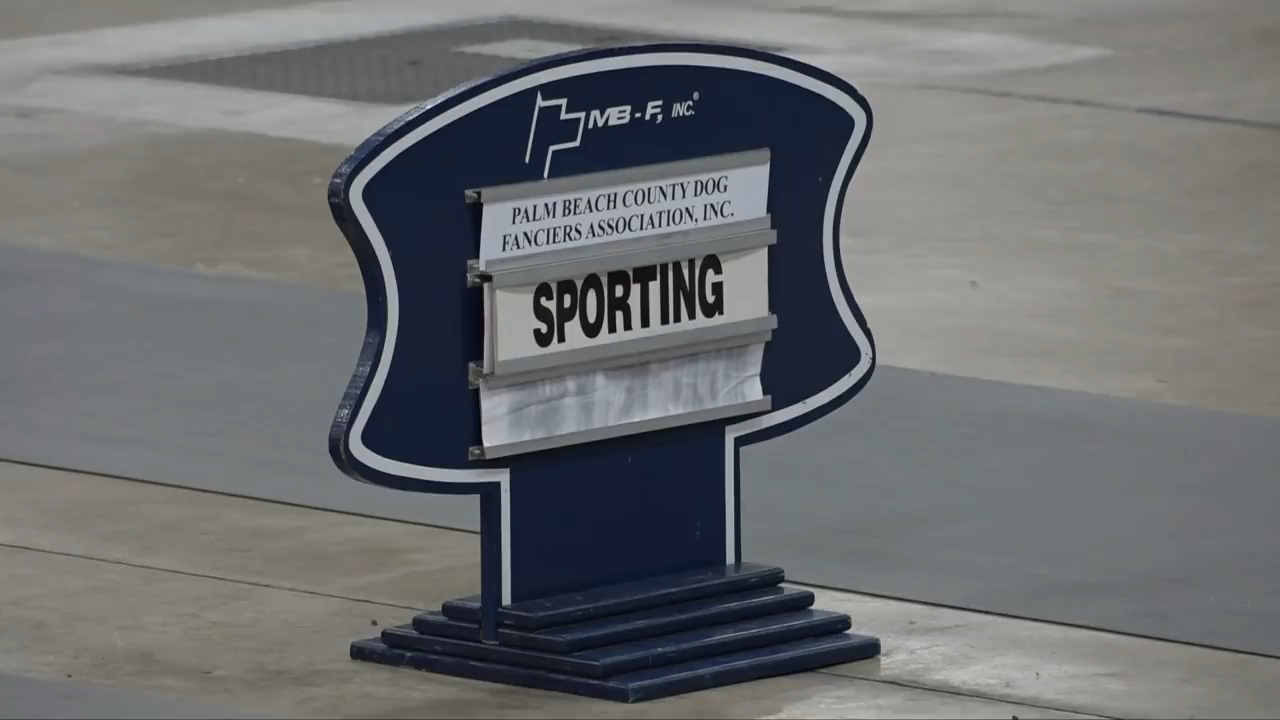 MB-F, INC.®
PALM BEACH COUNTY DOG
FANCIERS ASSOCIATION, INC.
SPORTING